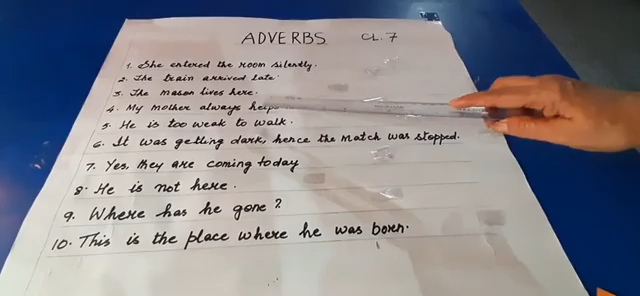 ADVERBS CL.7
1. She entered the room silently.
2. The train arrived late.
3. The mason lives here.
4. My mother always help
5. He is too weak to walk.
6. It was getting dark, hence the match was stopped.
7. Yes, they are coming today
8. He is not here.
9. Where has he gone?
10. This is the place where he was born.